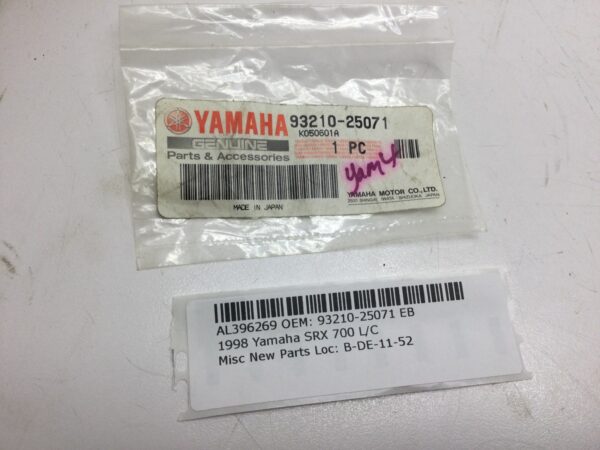 YAMAHA 93210-25071
K050601A
GENUINE
1 PC
Parts & Accessories
yam4
YAMAHA MOTOR CO., LTD.
MADE IN JAPAN
AL396269 OEM: 93210-25071 EB
1998 Yamaha SRX 700 L/C
Misc New Parts Loc: B-DE-11-52